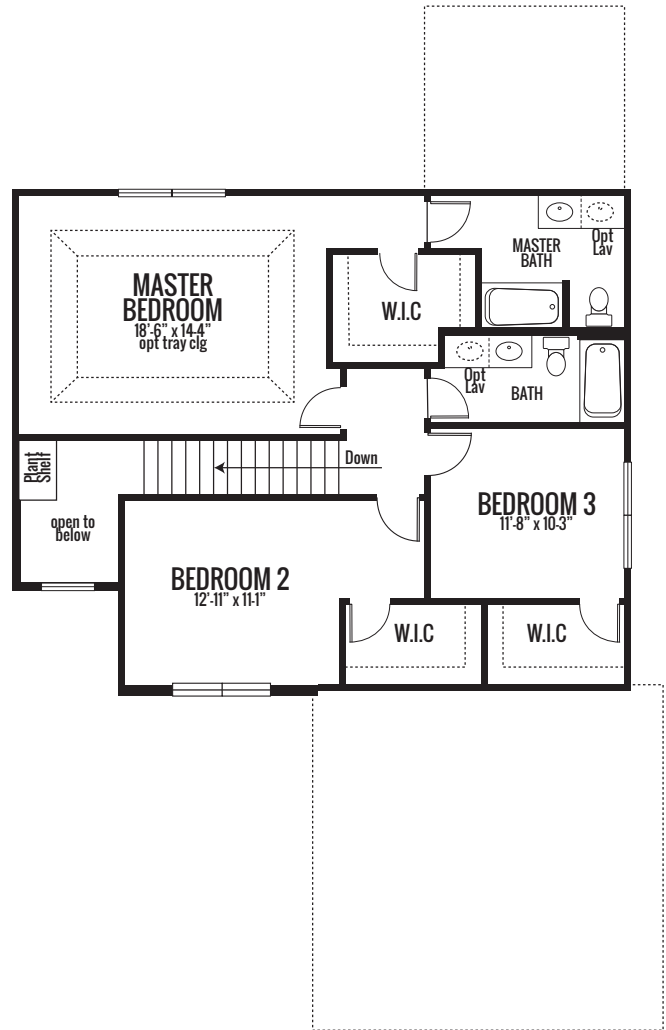 MASTER
BEDROOM
18'-6" x 14'-4"
opt tray clg
W.I.C
MASTER
BATH
Opt
Lav
Opt
Lav
BATH
Plant
Shelf
Down
open to
below
BEDROOM 3
11'-8" x 10'-3"
BEDROOM 2
12'-11" x 11'-1"
W.I.C
W.I.C